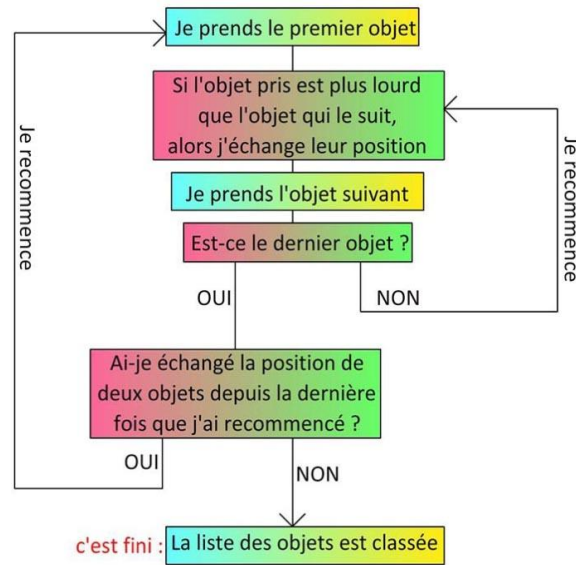 Je prends le premier objet
Si l'objet pris est plus lourd
que l'objet qui le suit,
alors j'échange leur position
Je recommence
Je recommence
Je prends l'objet suivant
Est-ce le dernier objet ?
OUI
NON
Ai-je échangé la position de
deux objets depuis la dernière
fois que j'ai recommencé ?
OUI
NON
c'est fini :
La liste des objets est classée